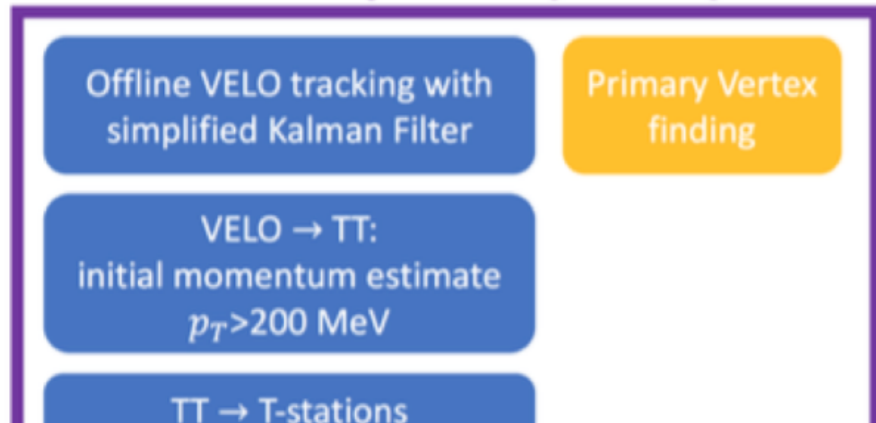 Offline VELO tracking with
simplified Kalman Filter
Primary Vertex
finding
VELO → TT:
initial momentum estimate
p_T>200 MeV
TT → T-stations